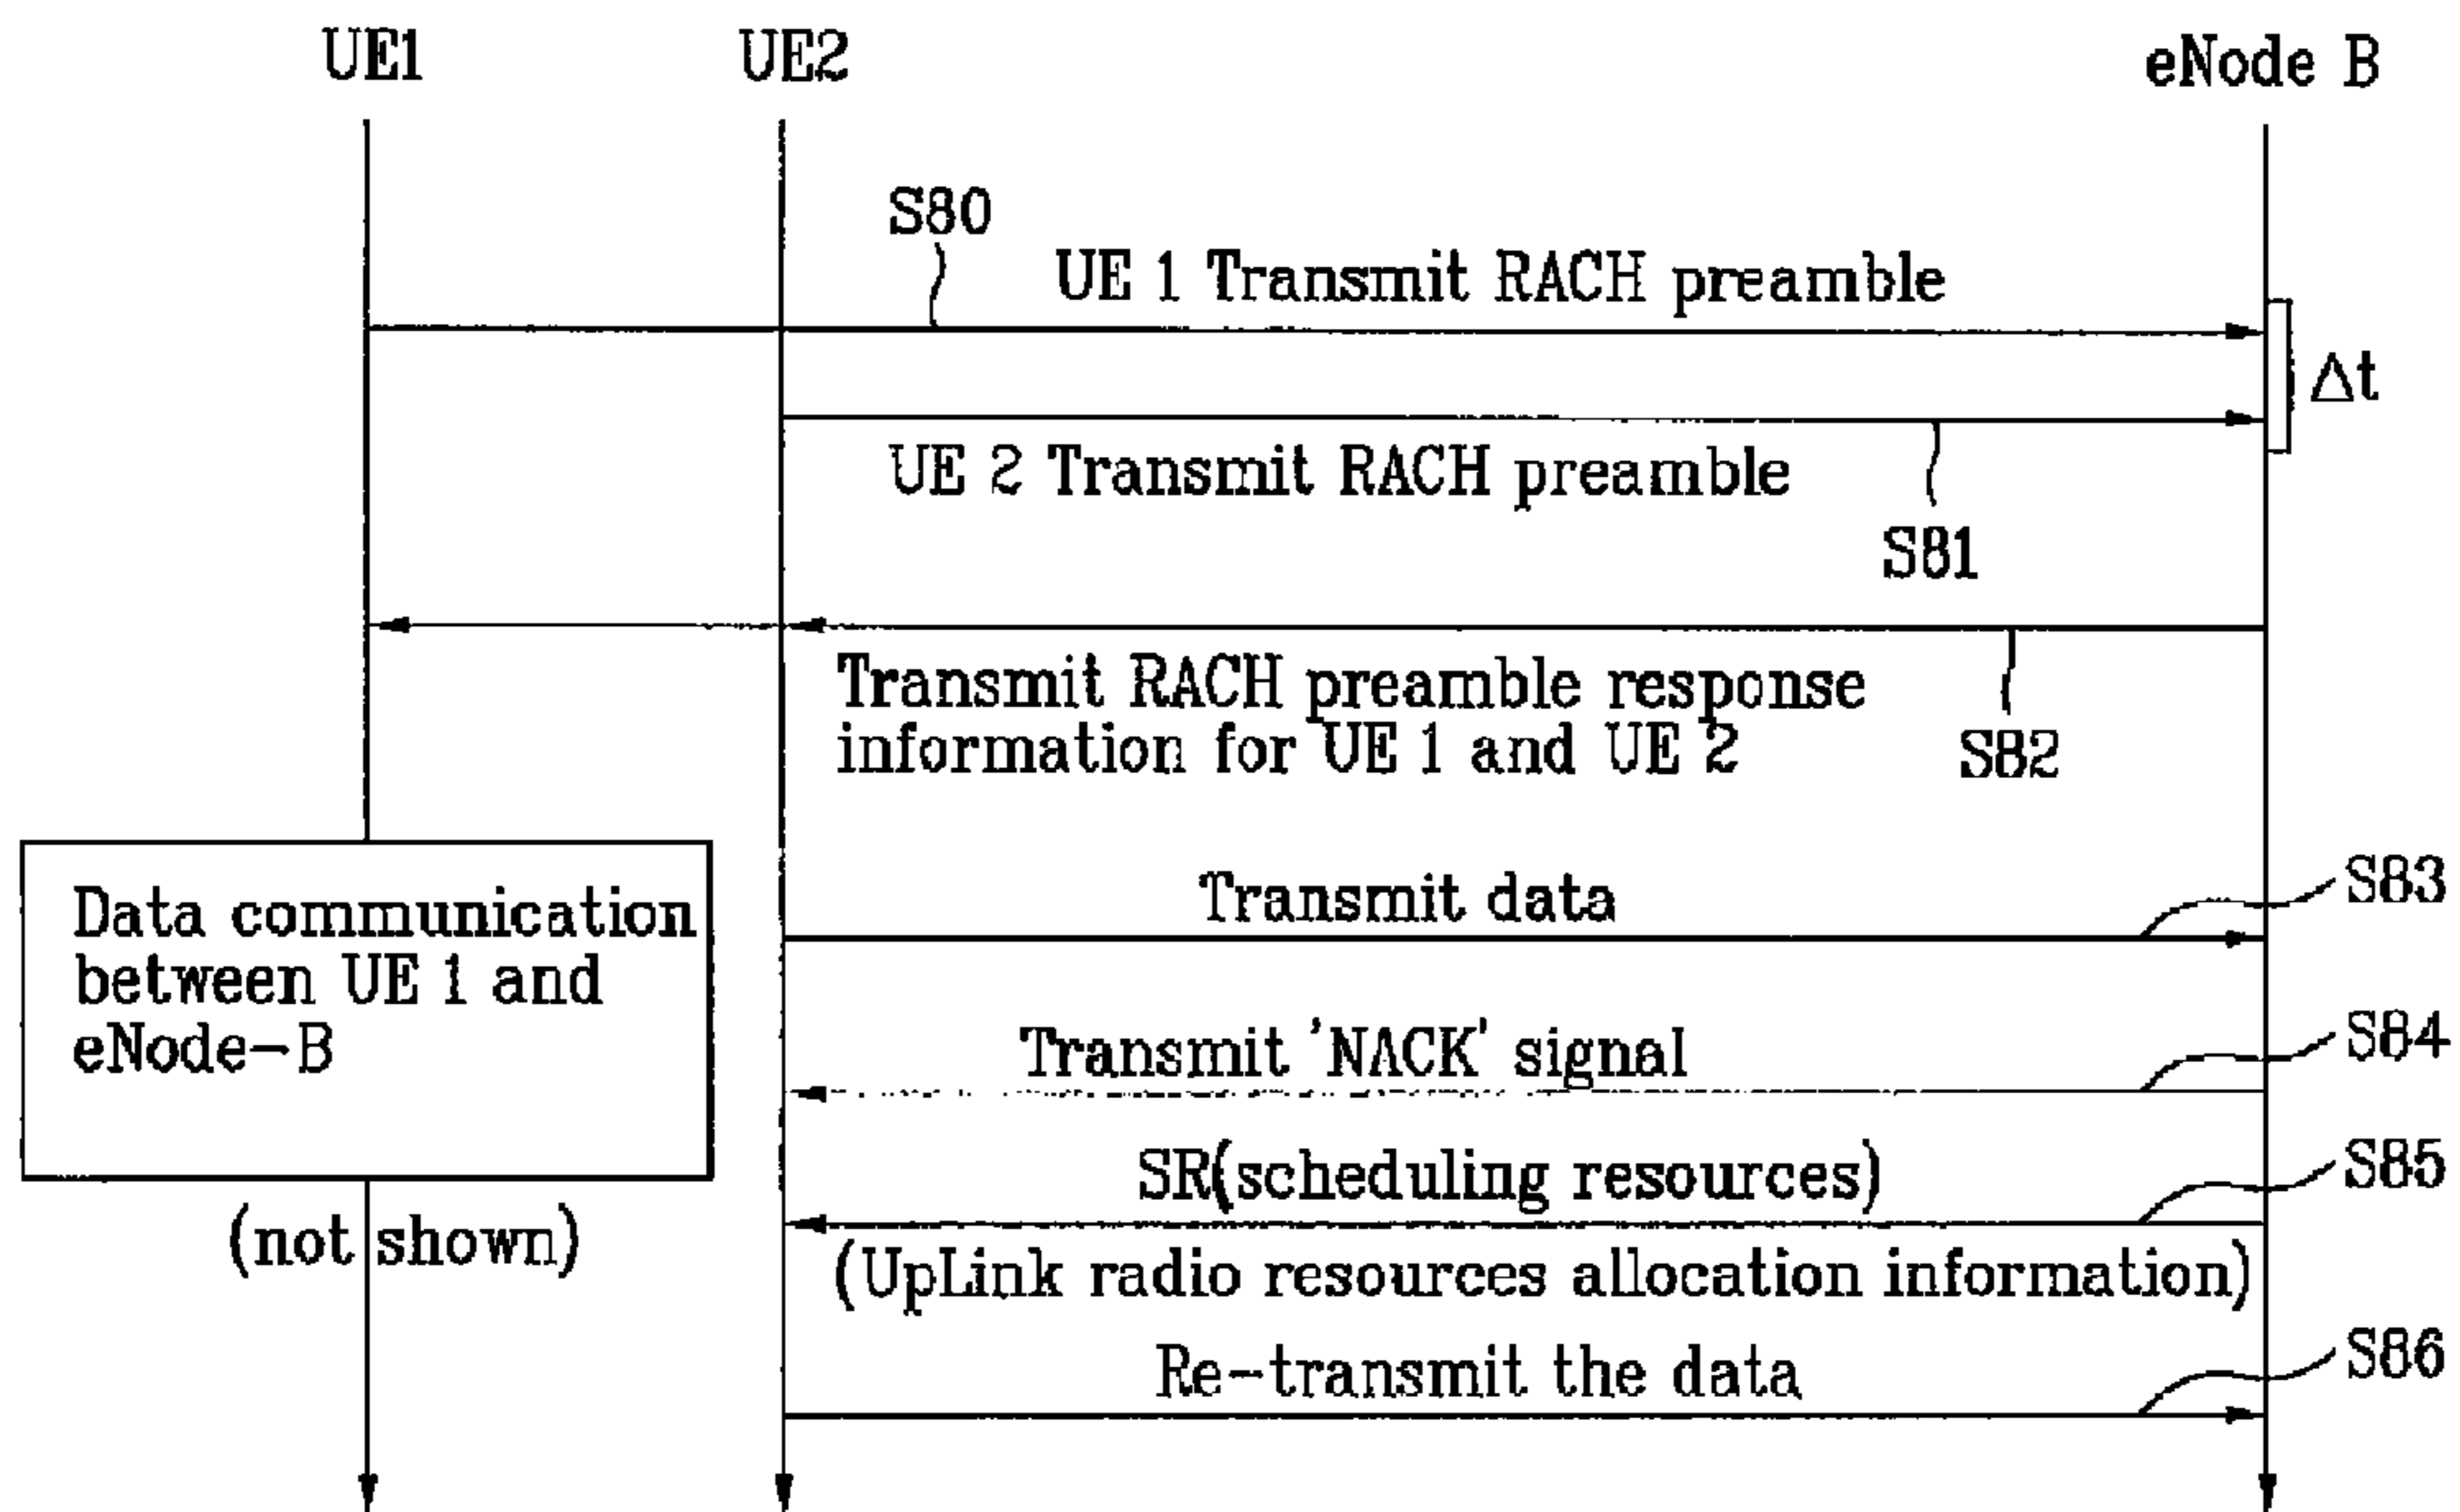 UE1
UE2
eNode B
S80
UE 1 Transmit RACH preamble
Δt
UE 2 Transmit RACH preamble
S81
Transmit RACH preamble response
information for UE 1 and UE 2
S82
Data communication
between UE 1 and
eNode-B
(not shown)
Transmit data
S83
Transmit 'NACK' signal
S84
SR(scheduling resources)
S85
(UpLink radio resources allocation information)
Re-transmit the data
S86